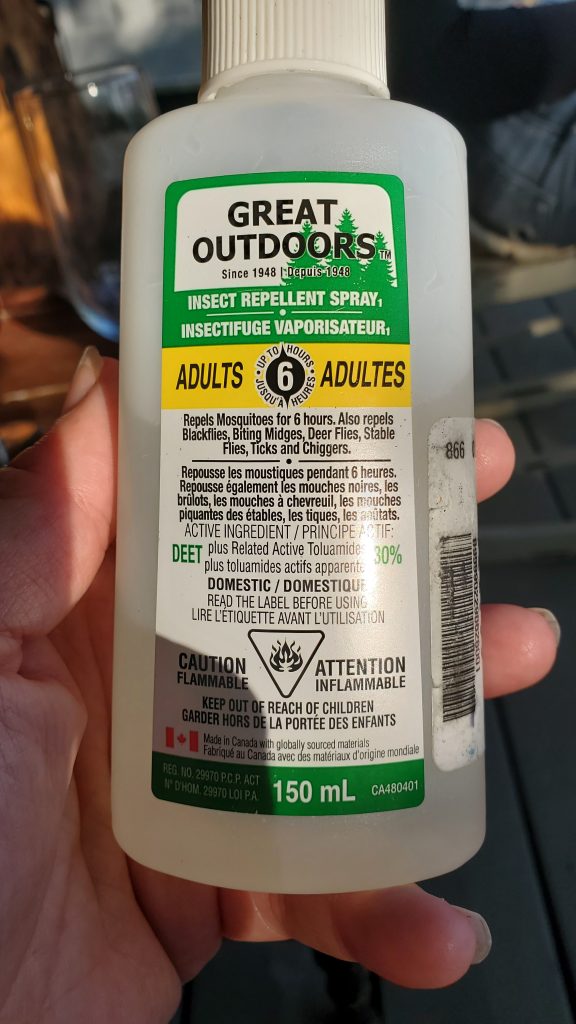 GREAT
OUTDOORS™
Since 1948 | Depuis 1948
INSECT REPELLENT SPRAY,
INSECTIFUGE VAPORISATEUR,
ADULTS
UP TO 6 HOURS
JUSQU'À HEURES
ADULTES
Repels Mosquitoes for 6 hours. Also repels
Blackflies, Biting Midges, Deer Flies, Stable
Flies, Ticks and Chiggers.
Repousse les moustiques pendant 6 heures.
Repousse également les mouches noires, les
brûlots, les mouches à chevreuil, les mouches
piquantes des étables, les tiques, les aoûtats.
ACTIVE INGREDIENT / PRINCIPE ACTIF:
DEET plus Related Active Toluamides 30%
plus toluamides actifs apparentés
DOMESTIC / DOMESTIQUE
READ THE LABEL BEFORE USING
LIRE L'ÉTIQUETTE AVANT L'UTILISATION
CAUTION
FLAMMABLE
ATTENTION
INFLAMMABLE
KEEP OUT OF REACH OF CHILDREN
GARDER HORS DE LA PORTÉE DES ENFANTS
Made in Canada with globally sourced materials
Fabriqué au Canada avec des matériaux d'origine mondiale
REG. NO. 29970 P.C.P. ACT
N° D'HOM. 29970 LOI P.A.
150 mL
CA480401
866